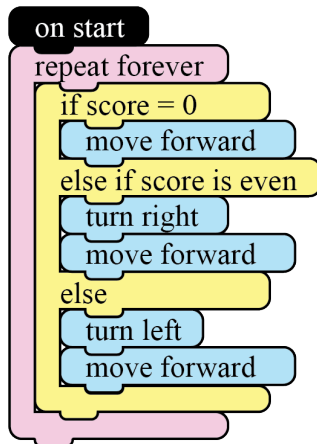 on start
repeat forever
if score = 0
move forward
else if score is even
turn right
move forward
else
turn left
move forward